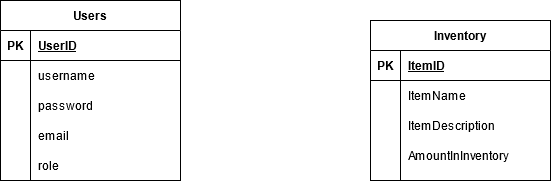 Users
PK UserID
username
password
email
role
Inventory
PK ItemID
ItemName
ItemDescription
AmountInInventory